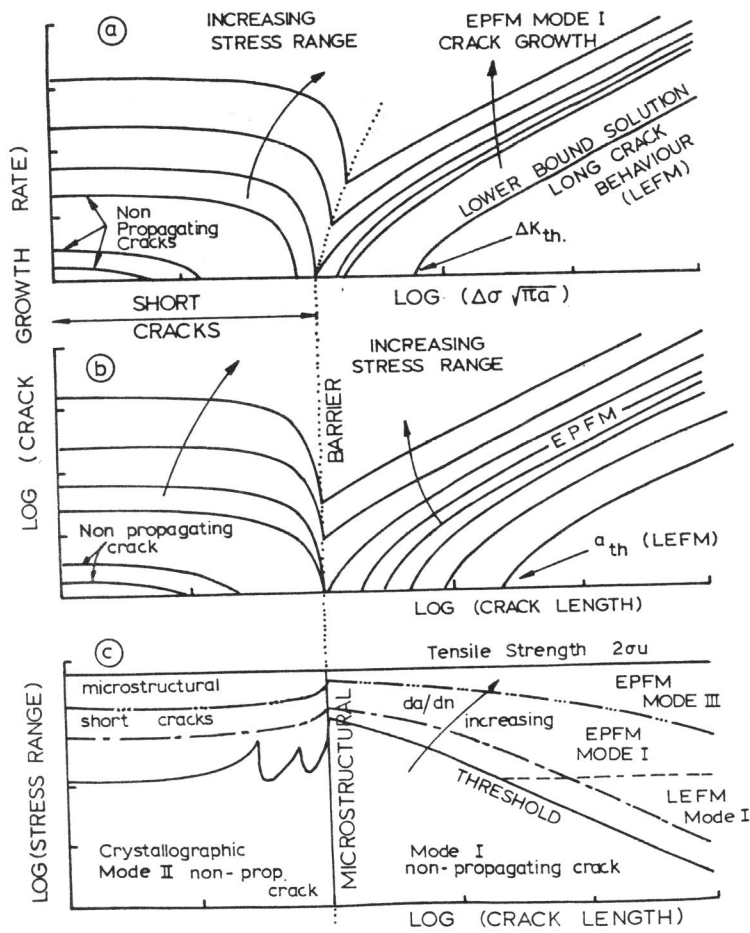 a
INCREASING
STRESS RANGE
EPFM MODE I
CRACK GROWTH
Non
Propagating
Cracks
LOWER BOUND SOLUTION
LONG CRACK
BEHAVIOUR
(LEFM)
ΔKth.
LOG (Δσ √πa)
SHORT
CRACKS
LOG (CRACK GROWTH RATE)
b
INCREASING
STRESS RANGE
BARRIER
EPFM
Non propagating
crack
ath (LEFM)
LOG (CRACK LENGTH)
c
Tensile Strength 2σu
microstructural
short cracks
da/dn
increasing
EPFM
MODE III
EPFM
MODE I
THRESHOLD
LEFM
Mode I
LOG (STRESS RANGE)
MICROSTRUCTURAL
Crystallographic
Mode II non-prop.
crack
Mode I
non-propagating crack
LOG (CRACK LENGTH)